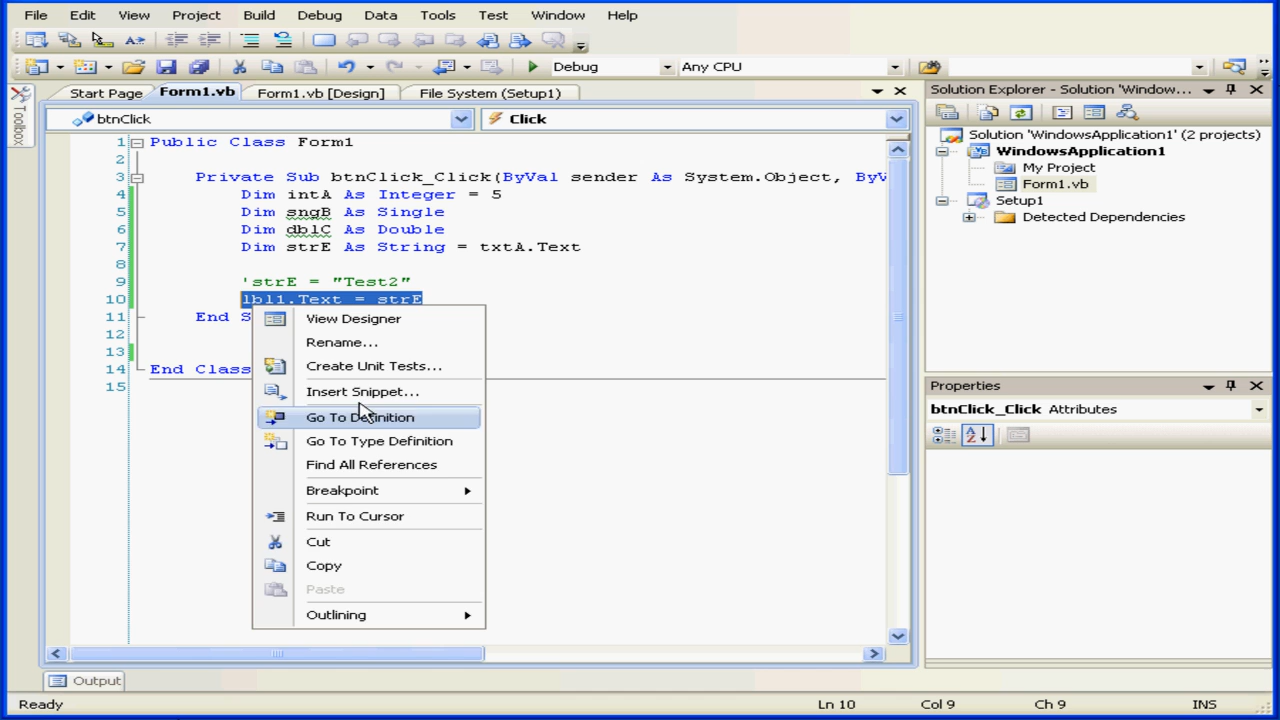 File Edit View Project Build Debug Data Tools Test Window Help
Debug Any CPU
Start Page Form1.vb Form1.vb [Design] File System (Setup1)
Toolbox
btnClick Click
1 Public Class Form1
2
3 Private Sub btnClick_Click(ByVal sender As System.Object, ByV
4 Dim intA As Integer = 5
5 Dim sngB As Single
6 Dim dblC As Double
7 Dim strE As String = txtA.Text
8
9 'strE = "Test2"
10 lbl1.Text = strE
11 End S
12
13
14 End Class
15
View Designer
Rename...
Create Unit Tests...
Insert Snippet...
Go To Definition
Go To Type Definition
Find All References
Breakpoint
Run To Cursor
Cut
Copy
Paste
Outlining
Solution Explorer - Solution 'Window...
Solution 'WindowsApplication1' (2 projects)
WindowsApplication1
My Project
Form1.vb
Setup1
Detected Dependencies
Properties
btnClick_Click Attributes
Output
Ready Ln 10 Col 9 Ch 9 INS